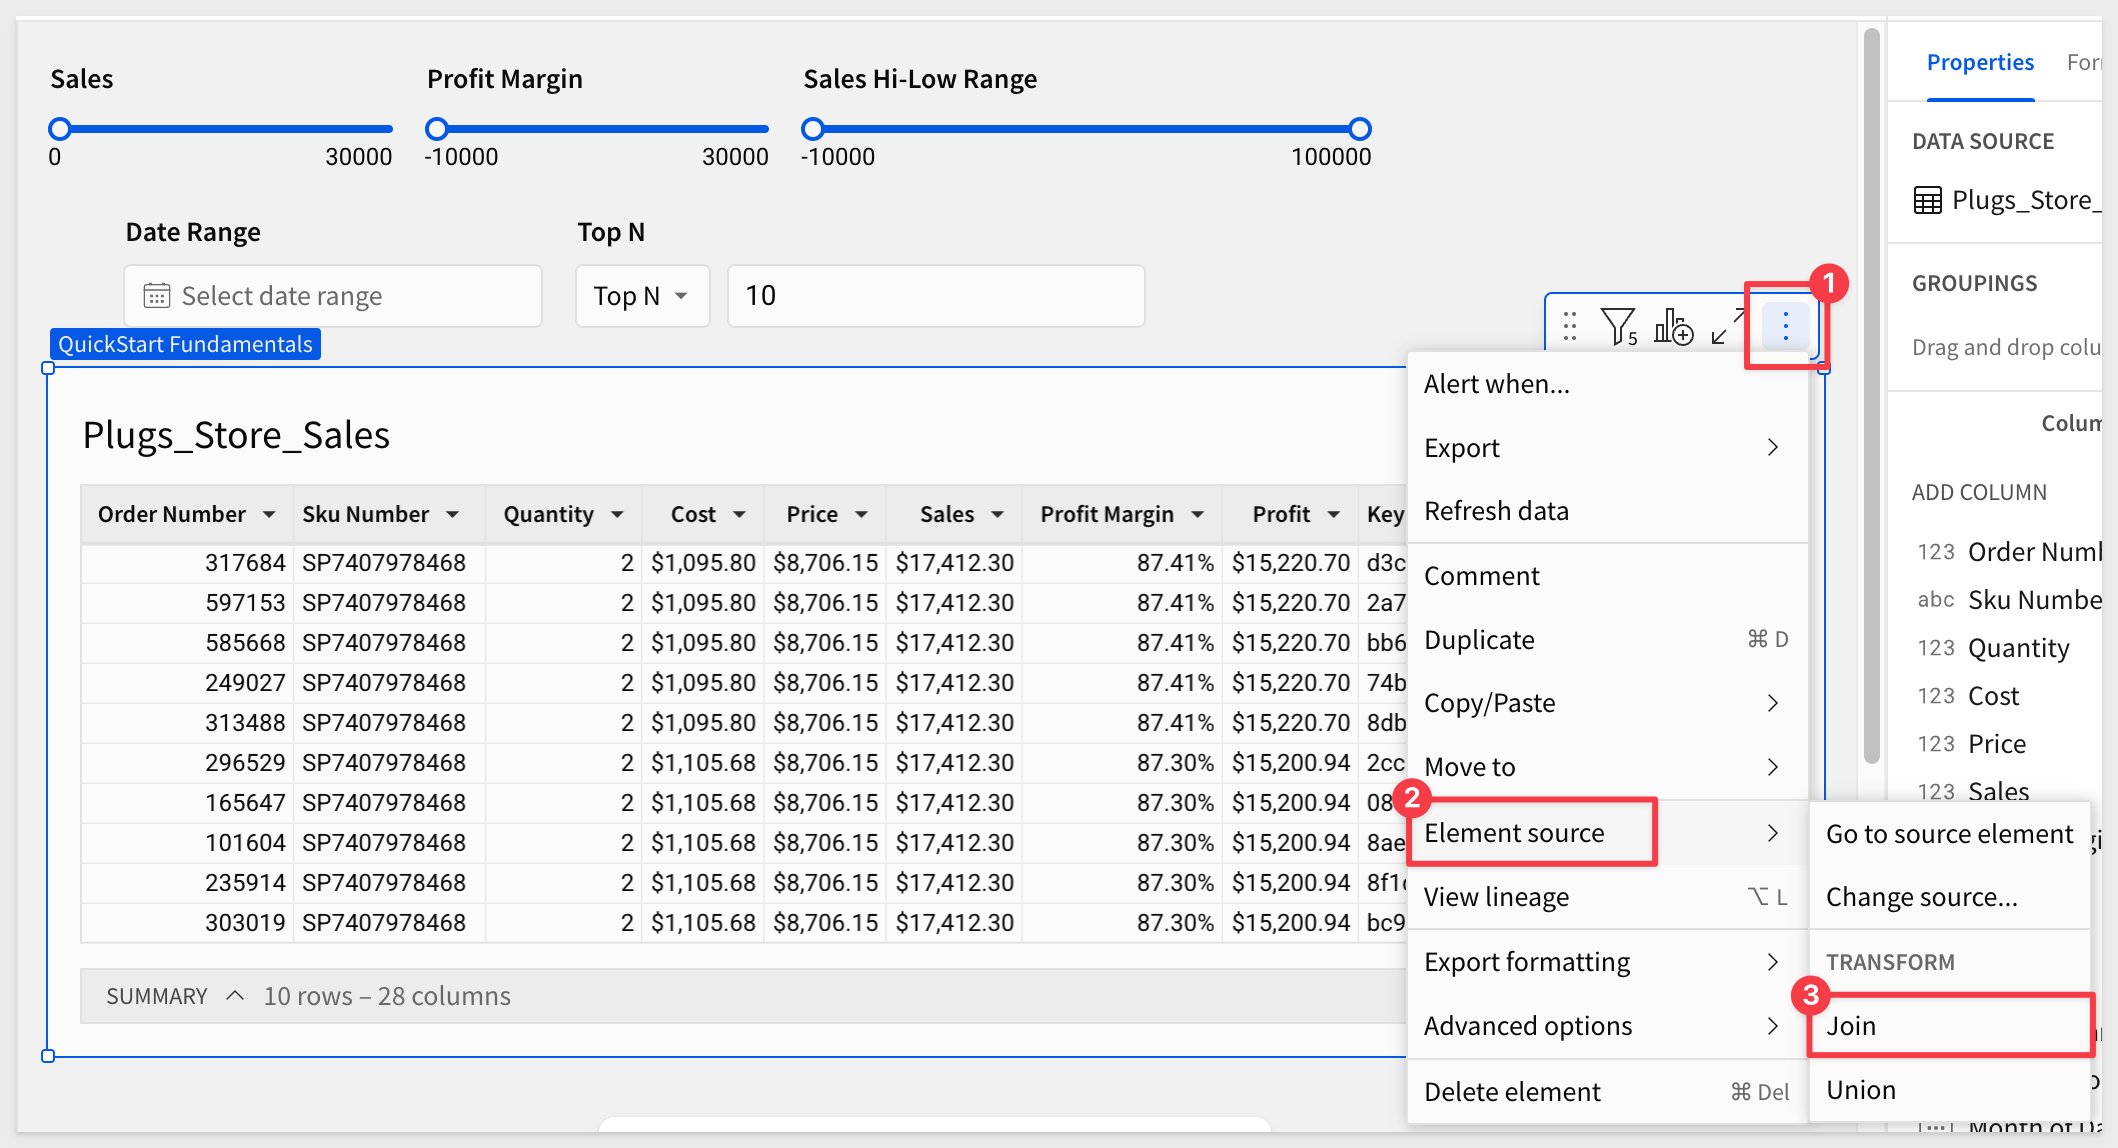 Sales
0 30000
Profit Margin
-10000 30000
Sales Hi-Low Range
-10000 100000
Date Range
Select date range
Top N
Top N
10
QuickStart Fundamentals
5
1
Plugs_Store_Sales
Order Number Sku Number Quantity Cost Price Sales Profit Margin Profit Key
317684 SP7407978468 2 $1,095.80 $8,706.15 $17,412.30 87.41% $15,220.70 d3c
597153 SP7407978468 2 $1,095.80 $8,706.15 $17,412.30 87.41% $15,220.70 2a7
585668 SP7407978468 2 $1,095.80 $8,706.15 $17,412.30 87.41% $15,220.70 bb6
249027 SP7407978468 2 $1,095.80 $8,706.15 $17,412.30 87.41% $15,220.70 74b
313488 SP7407978468 2 $1,095.80 $8,706.15 $17,412.30 87.41% $15,220.70 8db
296529 SP7407978468 2 $1,105.68 $8,706.15 $17,412.30 87.30% $15,200.94 2cc
165647 SP7407978468 2 $1,105.68 $8,706.15 $17,412.30 87.30% $15,200.94 08
101604 SP7407978468 2 $1,105.68 $8,706.15 $17,412.30 87.30% $15,200.94 8ae
235914 SP7407978468 2 $1,105.68 $8,706.15 $17,412.30 87.30% $15,200.94 8f1
303019 SP7407978468 2 $1,105.68 $8,706.15 $17,412.30 87.30% $15,200.94 bc9
SUMMARY 10 rows – 28 columns
Alert when...
Export
Refresh data
Comment
Duplicate ⌘ D
Copy/Paste
Move to
2
Element source
View lineage ⌥ L
Export formatting
Advanced options
Delete element ⌘ Del
Go to source element
Change source...
TRANSFORM
3
Join
Union
Properties For
DATA SOURCE
Plugs_Store_
GROUPINGS
Drag and drop colu
Colum
ADD COLUMN
123 Order Numb
abc Sku Numbe
123 Quantity
123 Cost
123 Price
123 Sales
Month of Da